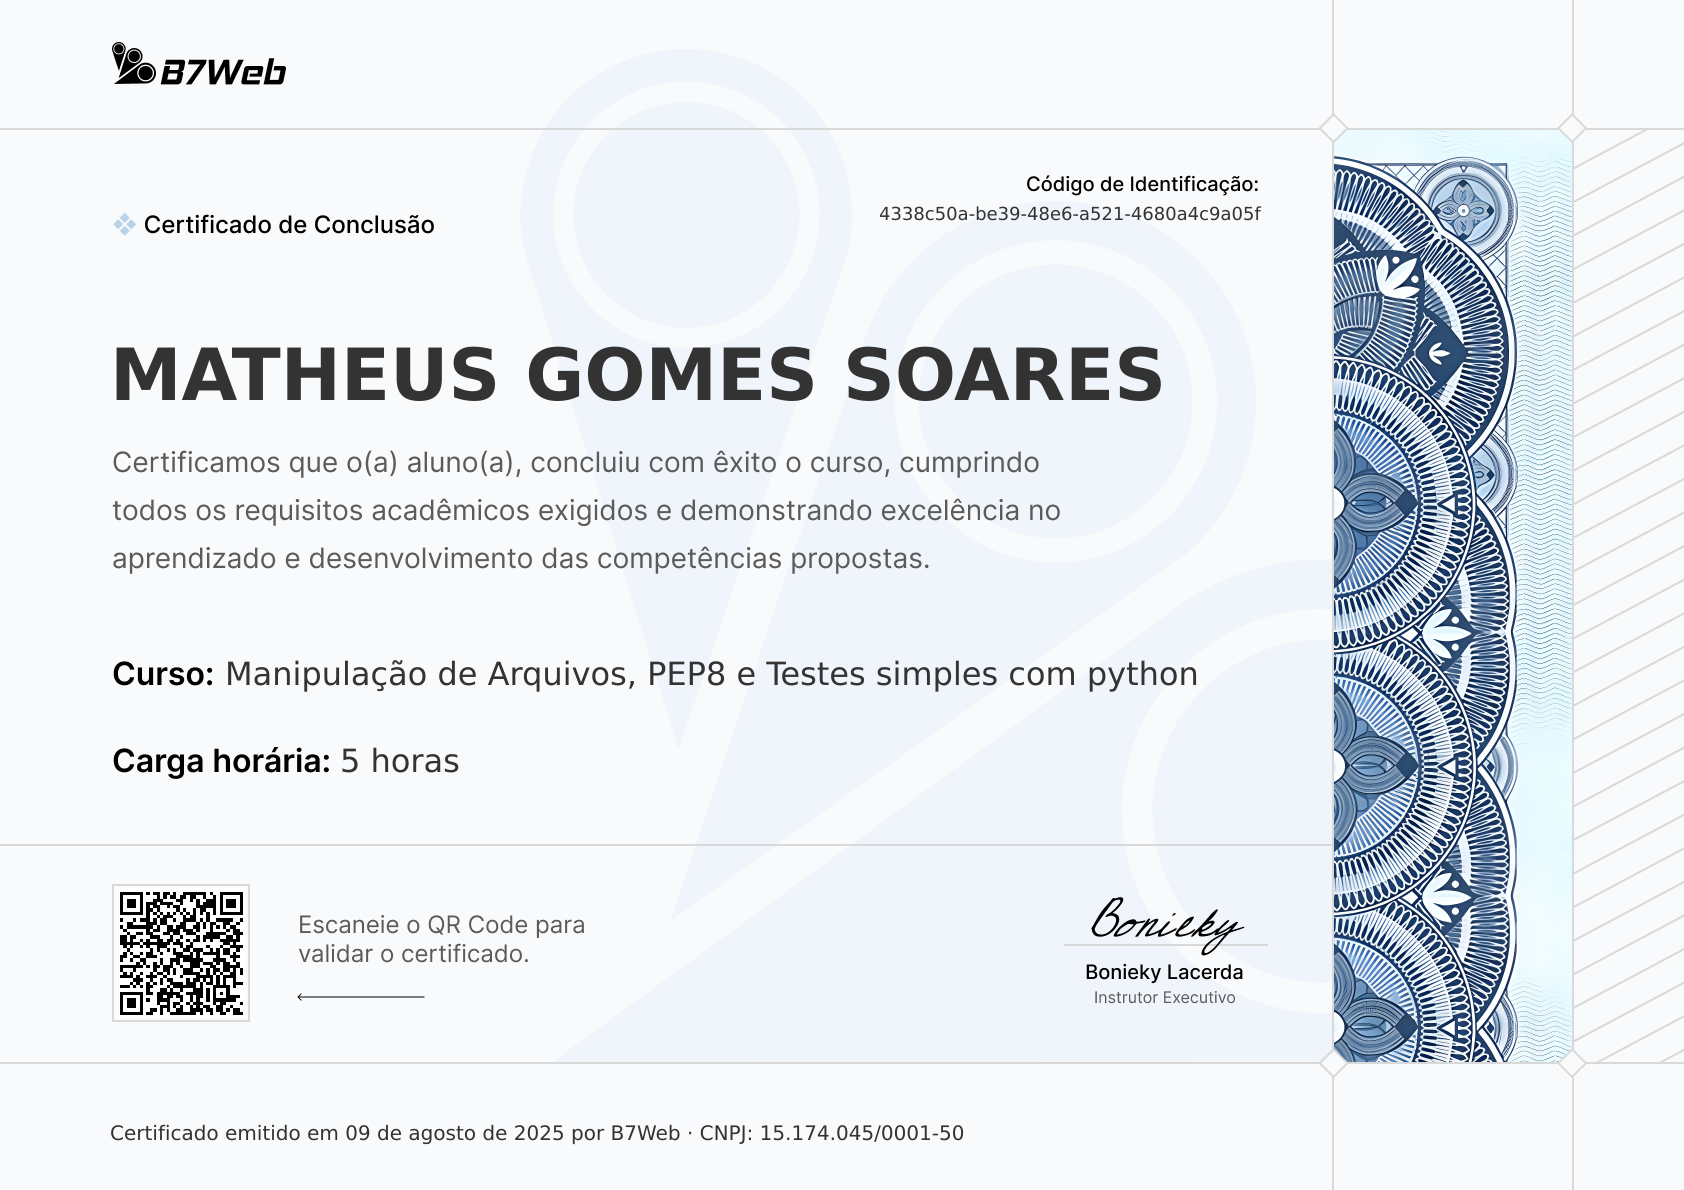 B7Web
Código de Identificação:
4338c50a-be39-48e6-a521-4680a4c9a05f
Certificado de Conclusão
MATHEUS GOMES SOARES
Certificamos que o(a) aluno(a), concluiu com êxito o curso, cumprindo
todos os requisitos acadêmicos exigidos e demonstrando excelência no
aprendizado e desenvolvimento das competências propostas.
Curso: Manipulação de Arquivos, PEP8 e Testes simples com python
Carga horária: 5 horas
Escaneie o QR Code para
validar o certificado.
Bonieky
Bonieky Lacerda
Instrutor Executivo
Certificado emitido em 09 de agosto de 2025 por B7Web · CNPJ: 15.174.045/0001-50